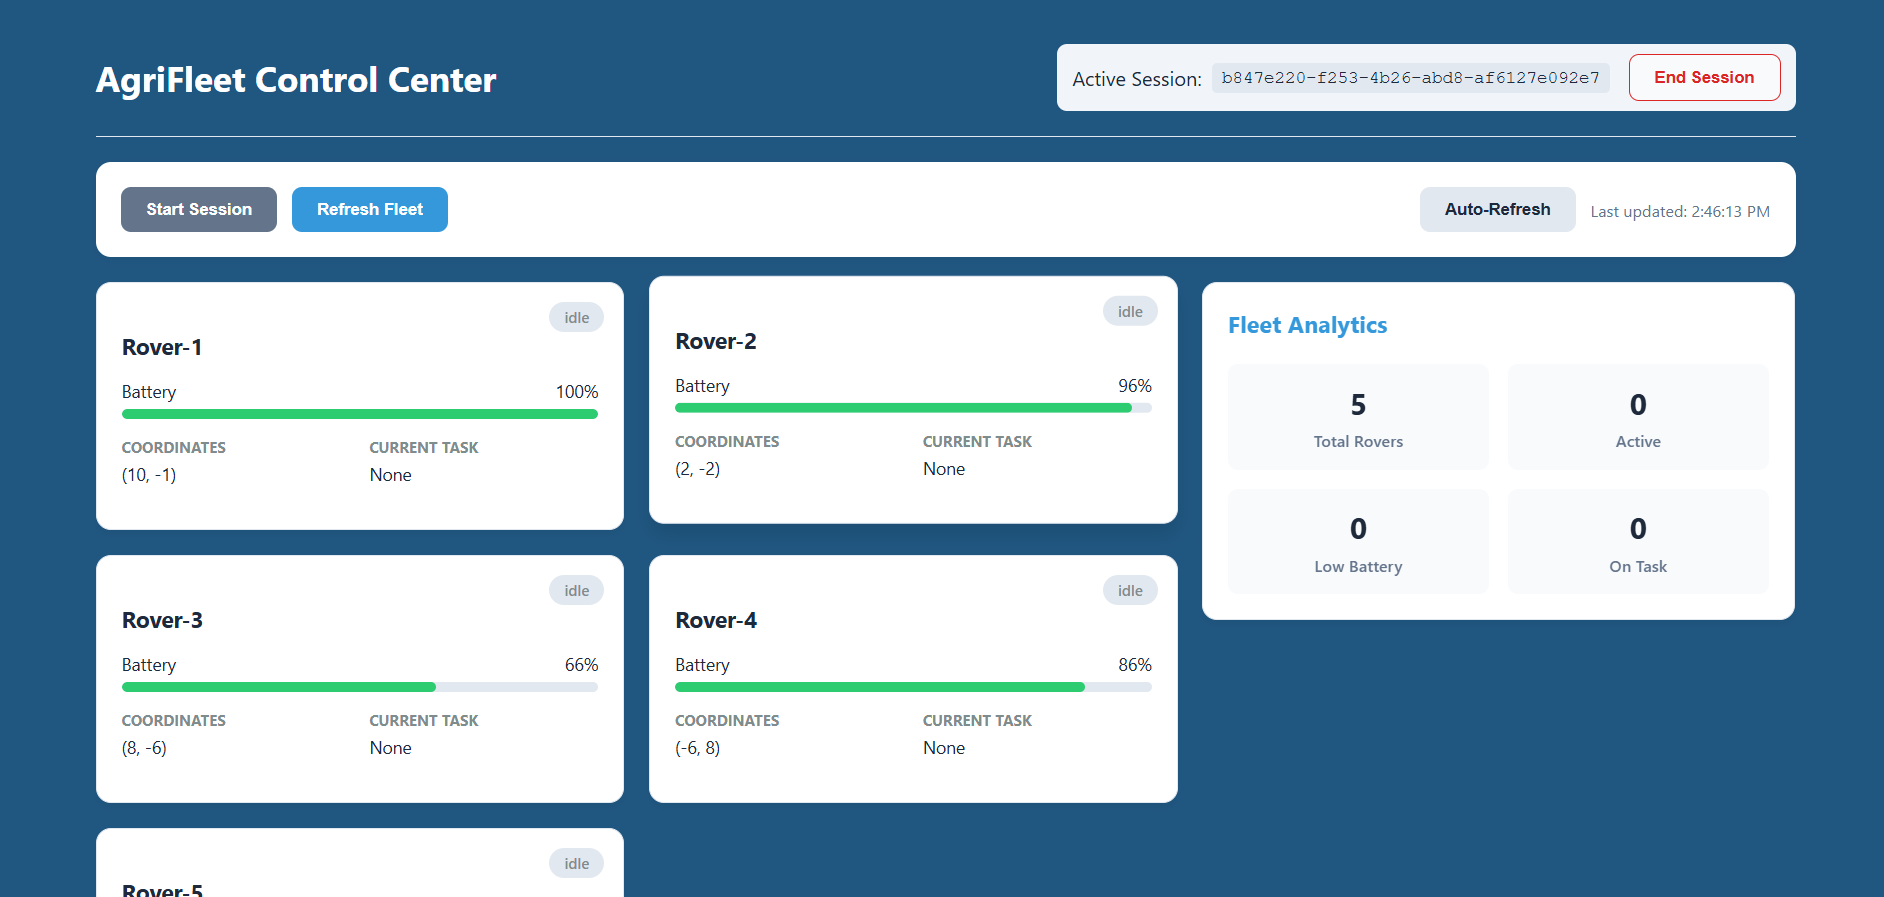 AgriFleet Control Center
Active Session: b847e220-f253-4b26-abd8-af6127e092e7 End Session
Start Session Refresh Fleet Auto-Refresh Last updated: 2:46:13 PM
idle
Rover-1
Battery 100%
COORDINATES CURRENT TASK
(10, -1) None
idle
Rover-2
Battery 96%
COORDINATES CURRENT TASK
(2, -2) None
Fleet Analytics
5 0
Total Rovers Active
0 0
Low Battery On Task
idle
Rover-3
Battery 66%
COORDINATES CURRENT TASK
(8, -6) None
idle
Rover-4
Battery 86%
COORDINATES CURRENT TASK
(-6, 8) None
idle
Rover-5